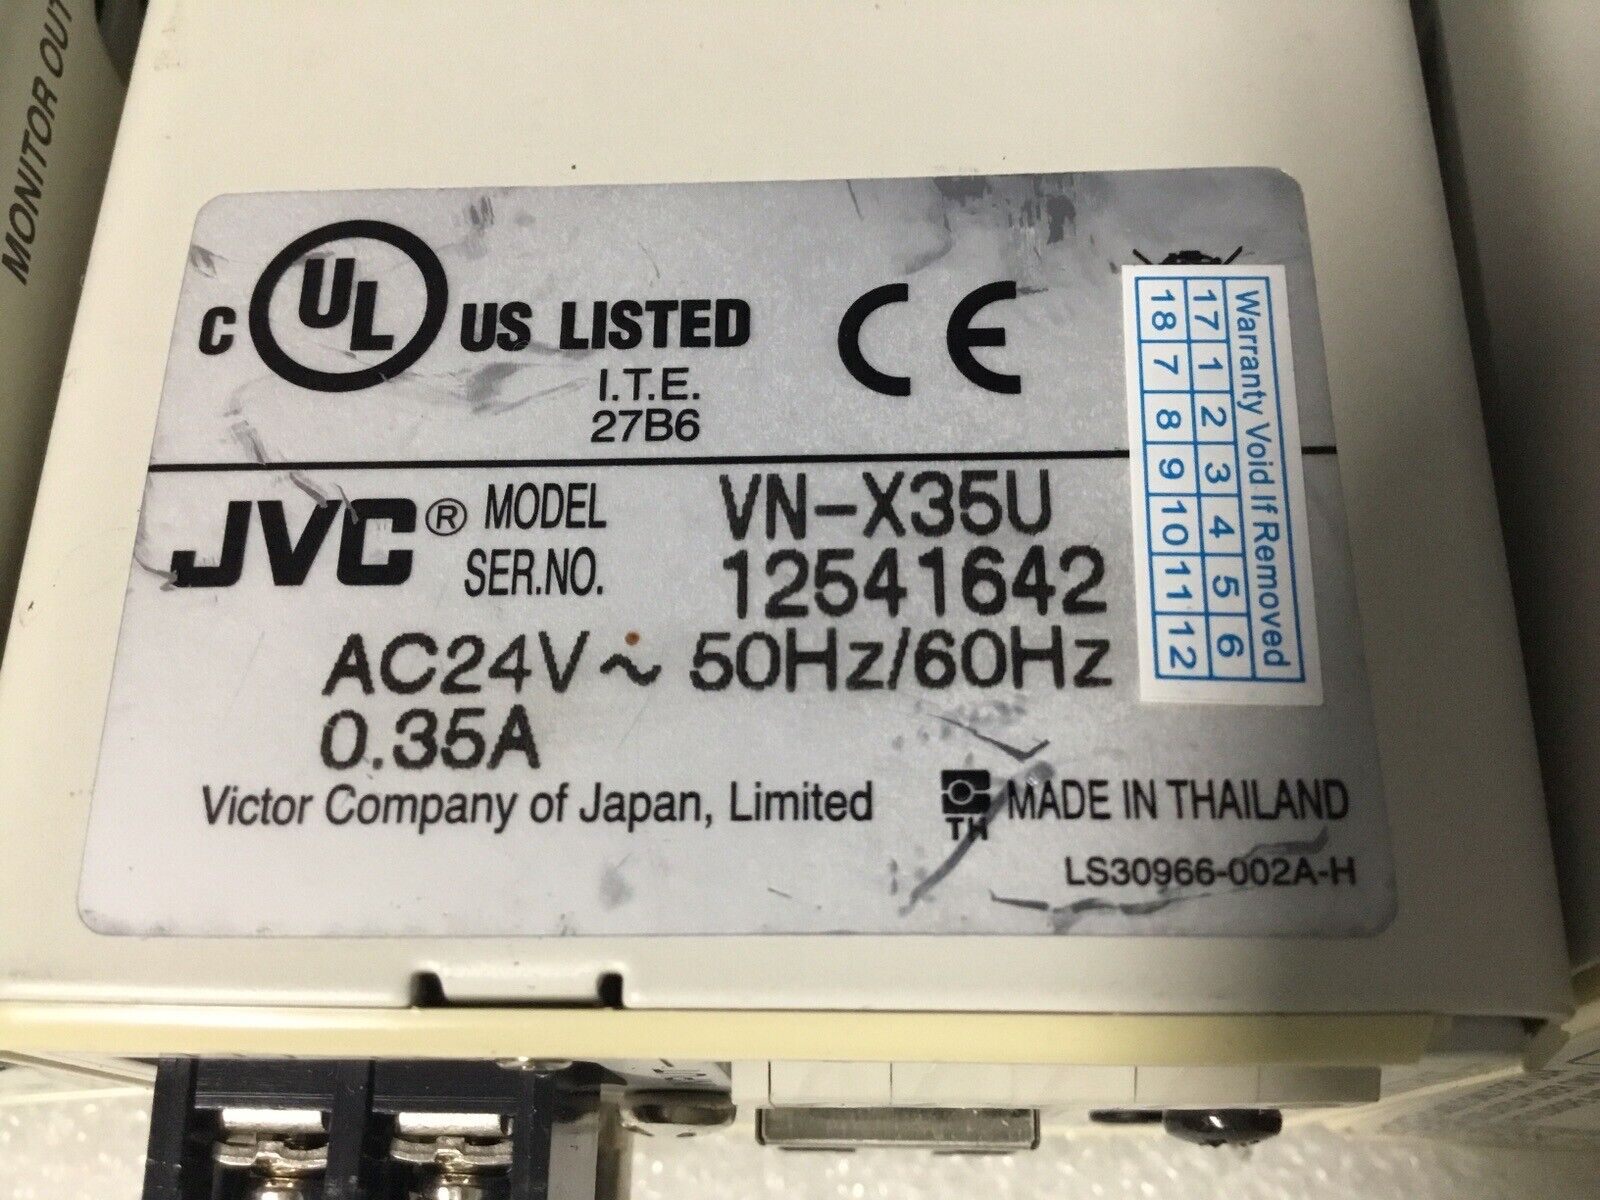 MONITOR OUT
C UL US LISTED
I.T.E.
27B6
CE
JVC® MODEL VN-X35U
SER.NO. 12541642
AC24V ~ 50Hz/60Hz
0.35A
Victor Company of Japan, Limited
TH MADE IN THAILAND
LS30966-002A-H
Warranty Void If Removed
17 1 2 3 4 5 6
18 7 8 9 10 11 12